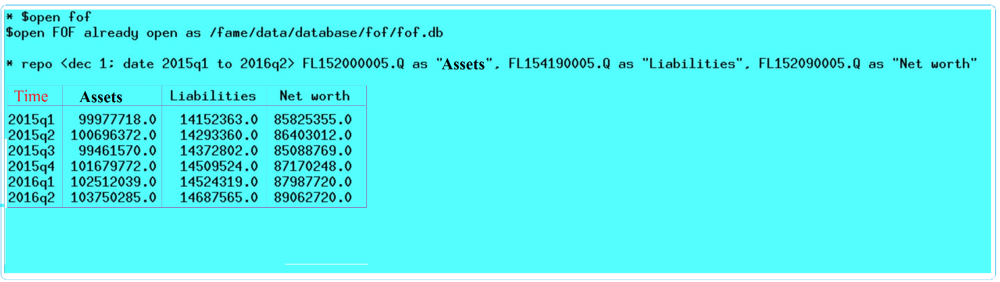 * $open fof
$open FOF already open as /fame/data/database/fof/fof.db
* repo <dec 1; date 2015q1 to 2016q2> FL152000005.Q as "Assets", FL154190005.Q as "Liabilities", FL152090005.Q as "Net worth"
Time Assets Liabilities Net worth
2015q1 99977718.0 14152363.0 85825355.0
2015q2 100696372.0 14293360.0 86403012.0
2015q3 99461570.0 14372802.0 85088769.0
2015q4 101679772.0 14509524.0 87170248.0
2016q1 102512039.0 14524319.0 87987720.0
2016q2 103750285.0 14687565.0 89062720.0